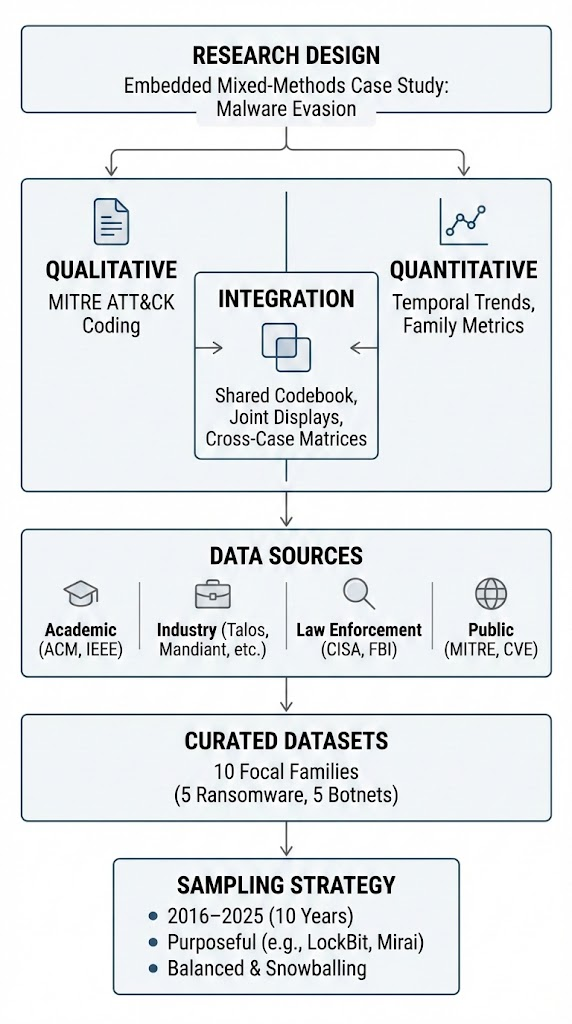 RESEARCH DESIGN
Embedded Mixed-Methods Case Study:
Malware Evasion
QUALITATIVE
MITRE ATT&CK
Coding
INTEGRATION
Shared Codebook,
Joint Displays,
Cross-Case Matrices
QUANTITATIVE
Temporal Trends,
Family Metrics
DATA SOURCES
Academic
(ACM, IEEE)
Industry (Talos,
Mandiant, etc.)
Law Enforcement
(CISA, FBI)
Public
(MITRE, CVE)
CURATED DATASETS
10 Focal Families
(5 Ransomware, 5 Botnets)
SAMPLING STRATEGY
• 2016–2025 (10 Years)
• Purposeful (e.g., LockBit, Mirai)
• Balanced & Snowballing